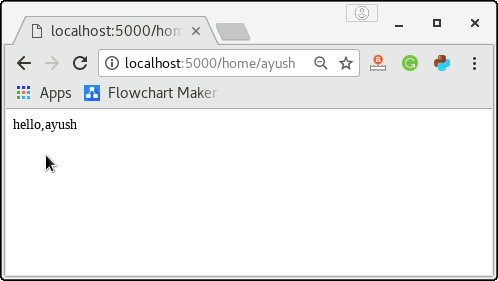 localhost:5000/hom
localhost:5000/home/ayush
Apps Flowchart Maker
hello,ayush